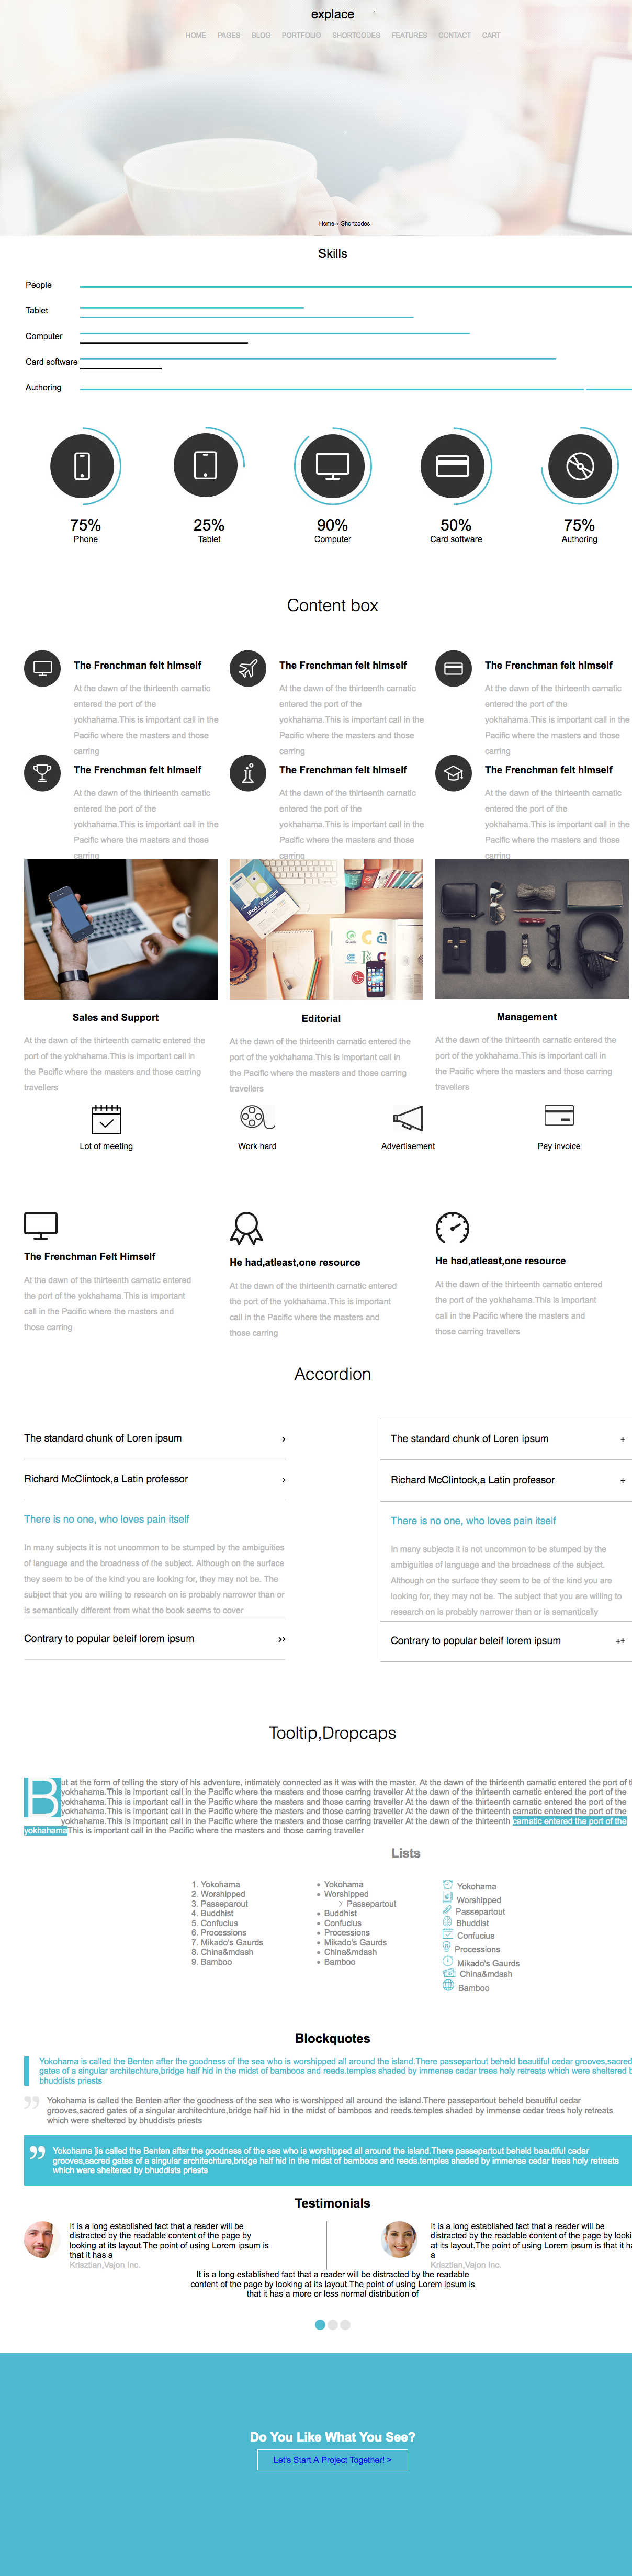 explace
HOME PAGES BLOG PORTFOLIO SHORTCODES FEATURES CONTACT CART
Home - Shortcodes
Skills
People
Tablet
Computer
Card software
Authoring
75% 25% 90% 50% 75%
Phone Tablet Computer Card software Authoring
Content box
The Frenchman felt himself
At the dawn of the thirteenth carnatic
entered the port of the
yokhahama.This is important call in the
Pacific where the masters and those
carring
The Frenchman felt himself
At the dawn of the thirteenth carnatic
entered the port of the
yokhahama.This is important call in the
Pacific where the masters and those
carring
The Frenchman felt himself
At the dawn of the thirteenth carnatic
entered the port of the
yokhahama.This is important call in the
Pacific where the masters and those
carring
The Frenchman felt himself
At the dawn of the thirteenth carnatic
entered the port of the
yokhahama.This is important call in the
Pacific where the masters and those
carring
The Frenchman felt himself
At the dawn of the thirteenth carnatic
entered the port of the
yokhahama.This is important call in the
Pacific where the masters and those
carring
The Frenchman felt himself
At the dawn of the thirteenth carnatic
entered the port of the
yokhahama.This is important call in the
Pacific where the masters and those
carring
Sales and Support
At the dawn of the thirteenth carnatic entered the
port of the yokhahama.This is important call in
the Pacific where the masters and those carring
travellers
Editorial
At the dawn of the thirteenth carnatic entered the
port of the yokhahama.This is important call in
the Pacific where the masters and those carring
travellers
Management
At the dawn of the thirteenth carnatic entered the
port of the yokhahama.This is important call in
the Pacific where the masters and those carring
travellers
Lot of meeting Work hard Advertisement Pay invoice
The Frenchman Felt Himself
At the dawn of the thirteenth carnatic entered
the port of the yokhahama.This is important
call in the Pacific where the masters and
those carring
He had,atleast,one resource
At the dawn of the thirteenth carnatic entered
the port of the yokhahama.This is important
call in the Pacific where the masters and
those carring
He had,atleast,one resource
At the dawn of the thirteenth carnatic entered
the port of the yokhahama.This is important
call in the Pacific where the masters and
those carring travellers
Accordion
The standard chunk of Loren ipsum >
Richard McClintock,a Latin professor >
There is no one, who loves pain itself
In many subjects it is not uncommon to be stumped by the ambiguities
of language and the broadness of the subject. Although on the surface
they seem to be of the kind you are looking for, they may not be. The
subject that you are willing to research on is probably narrower than or
is semantically different from what the book seems to cover
Contrary to popular beleif lorem ipsum >>
The standard chunk of Loren ipsum +
Richard McClintock,a Latin professor +
There is no one, who loves pain itself
In many subjects it is not uncommon to be stumped by the
ambiguities of language and the broadness of the subject.
Although on the surface they seem to be of the kind you are
looking for, they may not be. The subject that you are willing to
research on is probably narrower than or is semantically
Contrary to popular beleif lorem ipsum ++
Tooltip,Dropcaps
But at the form of telling the story of his adventure, intimately connected as it was with the master. At the dawn of the thirteenth carnatic entered the port of
yokhahama.This is important call in the Pacific where the masters and those carring traveller At the dawn of the thirteenth carnatic entered the port of the
yokhahama.This is important call in the Pacific where the masters and those carring traveller At the dawn of the thirteenth carnatic entered the port of the
yokhahama.This is important call in the Pacific where the masters and those carring traveller At the dawn of the thirteenth carnatic entered the port of the
yokhahama.This is important call in the Pacific where the masters and those carring traveller At the dawn of the thirteenth carnatic entered the port of the
yokhahama.This is important call in the Pacific where the masters and those carring traveller
Lists
1. Yokohama
2. Worshipped
3. Passeparout
4. Buddhist
5. Confucius
6. Processions
7. Mikado's Gaurds
8. China&mdash
9. Bamboo
• Yokohama
• Worshipped
> Passepartout
• Buddhist
• Confucius
• Processions
• Mikado's Gaurds
• China&mdash
• Bamboo
Yokohama
Worshipped
Passepartout
Bhuddist
Confucius
Processions
Mikado's Gaurds
China&mdash
Bamboo
Blockquotes
Yokohama is called the Benten after the goodness of the sea who is worshipped all around the island.There passepartout beheld beautiful cedar grooves,sacred
gates of a singular architechture,bridge half hid in the midst of bamboos and reeds.temples shaded by immense cedar trees holy retreats which were sheltered
bhuddists priests
Yokohama is called the Benten after the goodness of the sea who is worshipped all around the island.There passepartout beheld beautiful cedar
grooves,sacred gates of a singular architechture,bridge half hid in the midst of bamboos and reeds.temples shaded by immense cedar trees holy retreats
which were sheltered by bhuddists priests
Yokohama ]is called the Benten after the goodness of the sea who is worshipped all around the island.There passepartout beheld beautiful cedar
grooves,sacred gates of a singular architechture,bridge half hid in the midst of bamboos and reeds.temples shaded by immense cedar trees holy retreats
which were sheltered by bhuddists priests
Testimonials
It is a long established fact that a reader will be
distracted by the readable content of the page by
looking at its layout.The point of using Lorem ipsum is
that it has a
Krisztian,Vajon Inc.
It is a long established fact that a reader will be
distracted by the readable content of the page by
at its layout.The point of using Lorem ipsum is that it
a
Krisztian,Vajon Inc.
It is a long established fact that a reader will be distracted by the readable
content of the page by looking at its layout.The point of using Lorem ipsum is
that it has a more or less normal distribution of
Do You Like What You See?
Let's Start A Project Together! >